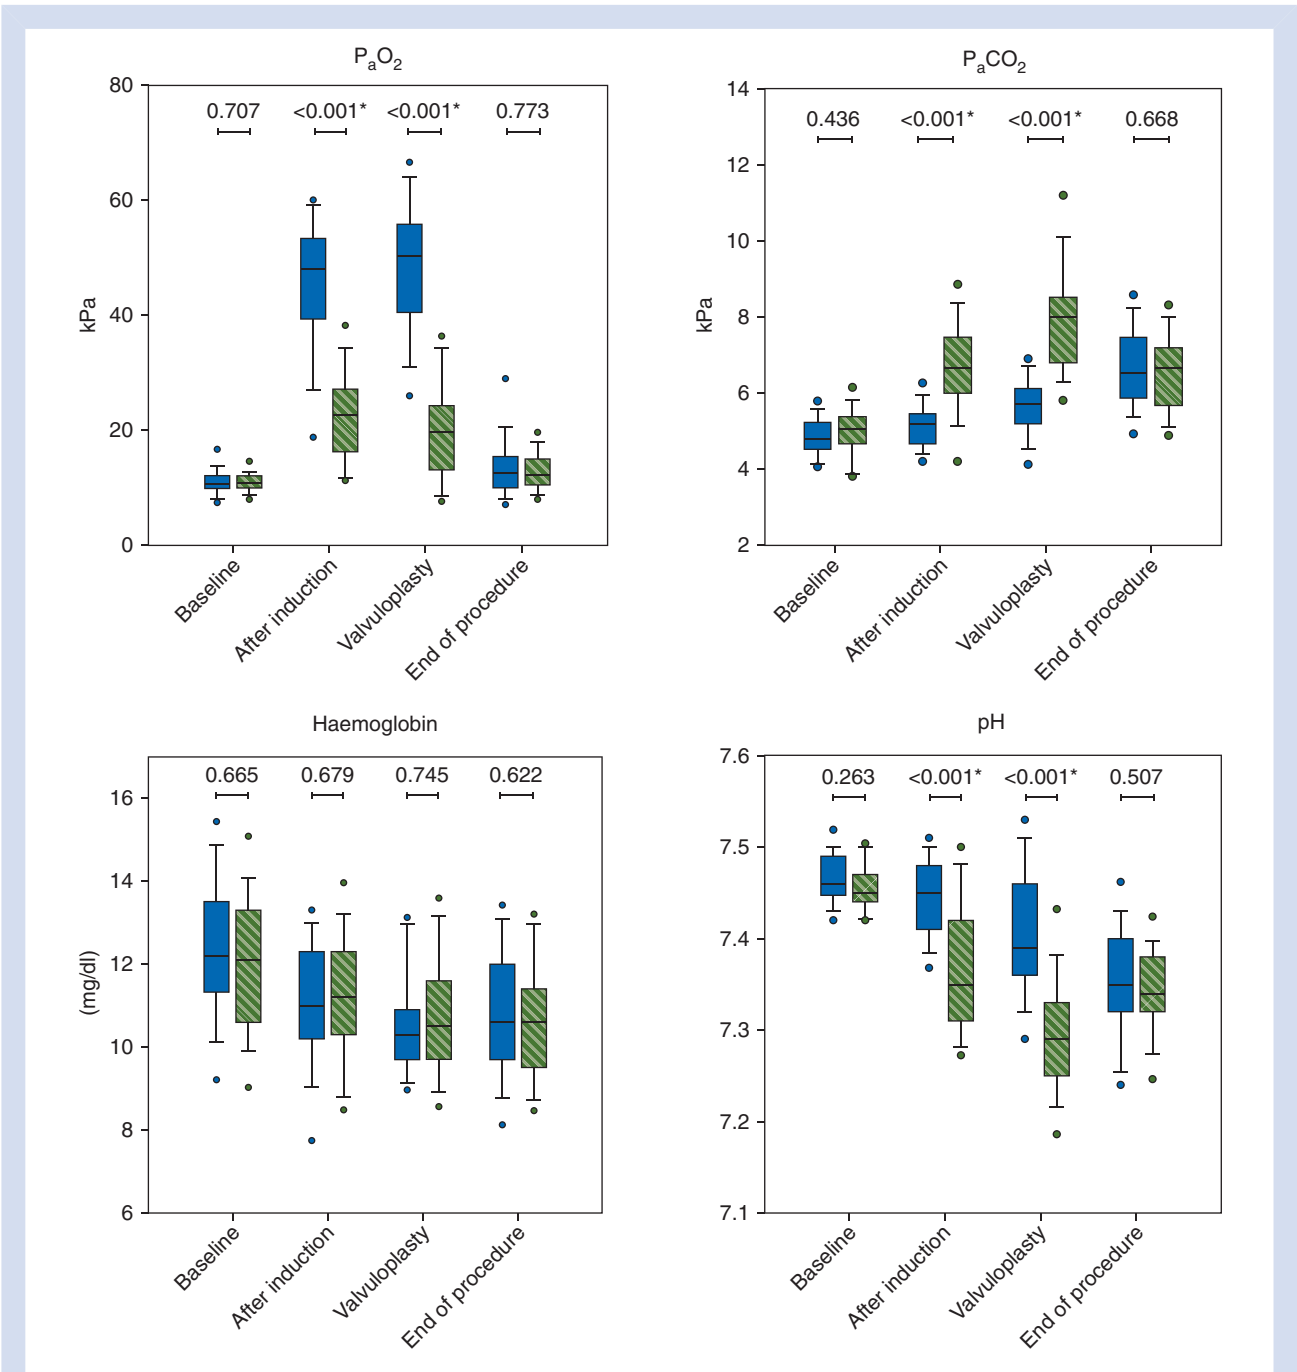 PaO2
80
60
40
20
0
kPa
0.707 <0.001* <0.001* 0.773
Baseline
After induction
Valvuloplasty
End of procedure
PaCO2
14
12
10
8
6
4
2
kPa
0.436 <0.001* <0.001* 0.668
Baseline
After induction
Valvuloplasty
End of procedure
Haemoglobin
16
14
12
10
8
6
(mg/dl)
0.665 0.679 0.745 0.622
Baseline
After induction
Valvuloplasty
End of procedure
pH
7.6
7.5
7.4
7.3
7.2
7.1
0.263 <0.001* <0.001* 0.507
Baseline
After induction
Valvuloplasty
End of procedure